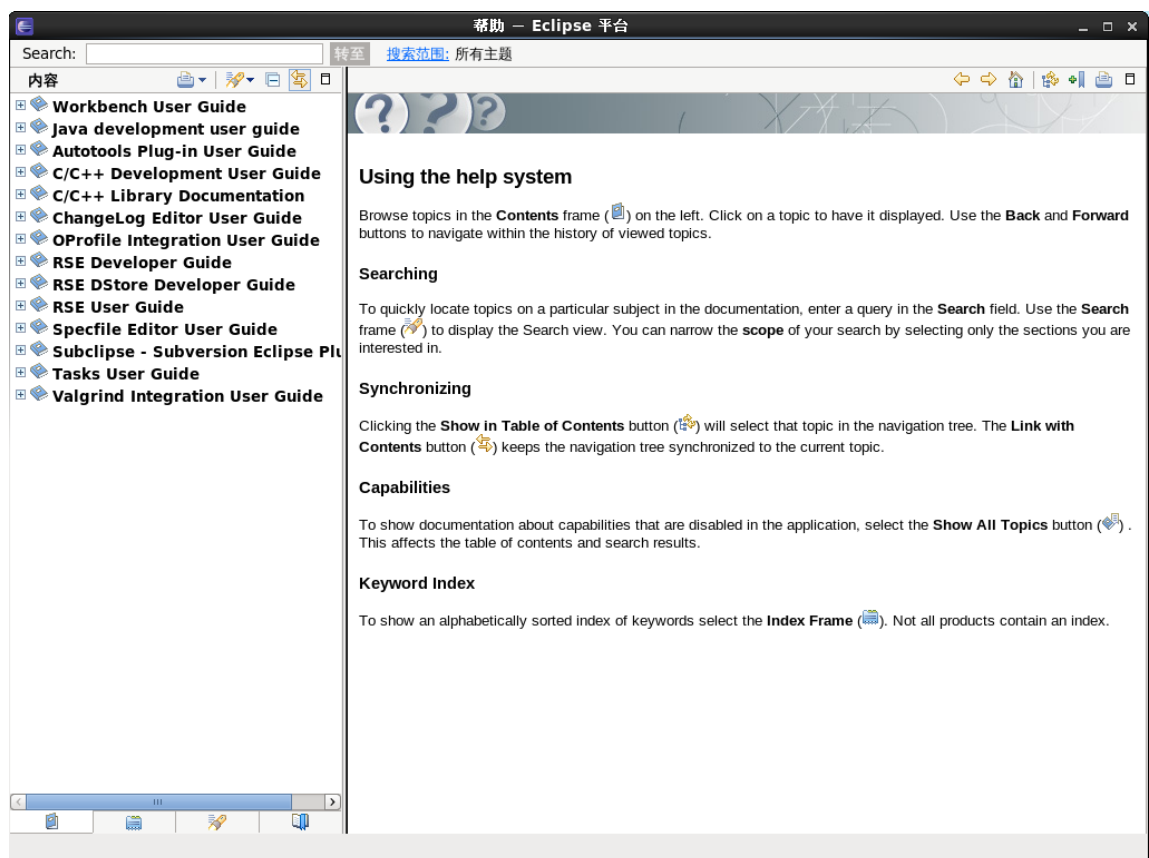 帮助 — Eclipse 平台
Search: 转至 搜索范围: 所有主题
内容
Workbench User Guide
Java development user guide
Autotools Plug-in User Guide
C/C++ Development User Guide
C/C++ Library Documentation
ChangeLog Editor User Guide
OProfile Integration User Guide
RSE Developer Guide
RSE DStore Developer Guide
RSE User Guide
Specfile Editor User Guide
Subclipse - Subversion Eclipse Plu
Tasks User Guide
Valgrind Integration User Guide
Using the help system
Browse topics in the Contents frame ( ) on the left. Click on a topic to have it displayed. Use the Back and Forward
buttons to navigate within the history of viewed topics.
Searching
To quickly locate topics on a particular subject in the documentation, enter a query in the Search field. Use the Search
frame ( ) to display the Search view. You can narrow the scope of your search by selecting only the sections you are
interested in.
Synchronizing
Clicking the Show in Table of Contents button ( ) will select that topic in the navigation tree. The Link with
Contents button ( ) keeps the navigation tree synchronized to the current topic.
Capabilities
To show documentation about capabilities that are disabled in the application, select the Show All Topics button ( ) .
This affects the table of contents and search results.
Keyword Index
To show an alphabetically sorted index of keywords select the Index Frame ( ). Not all products contain an index.